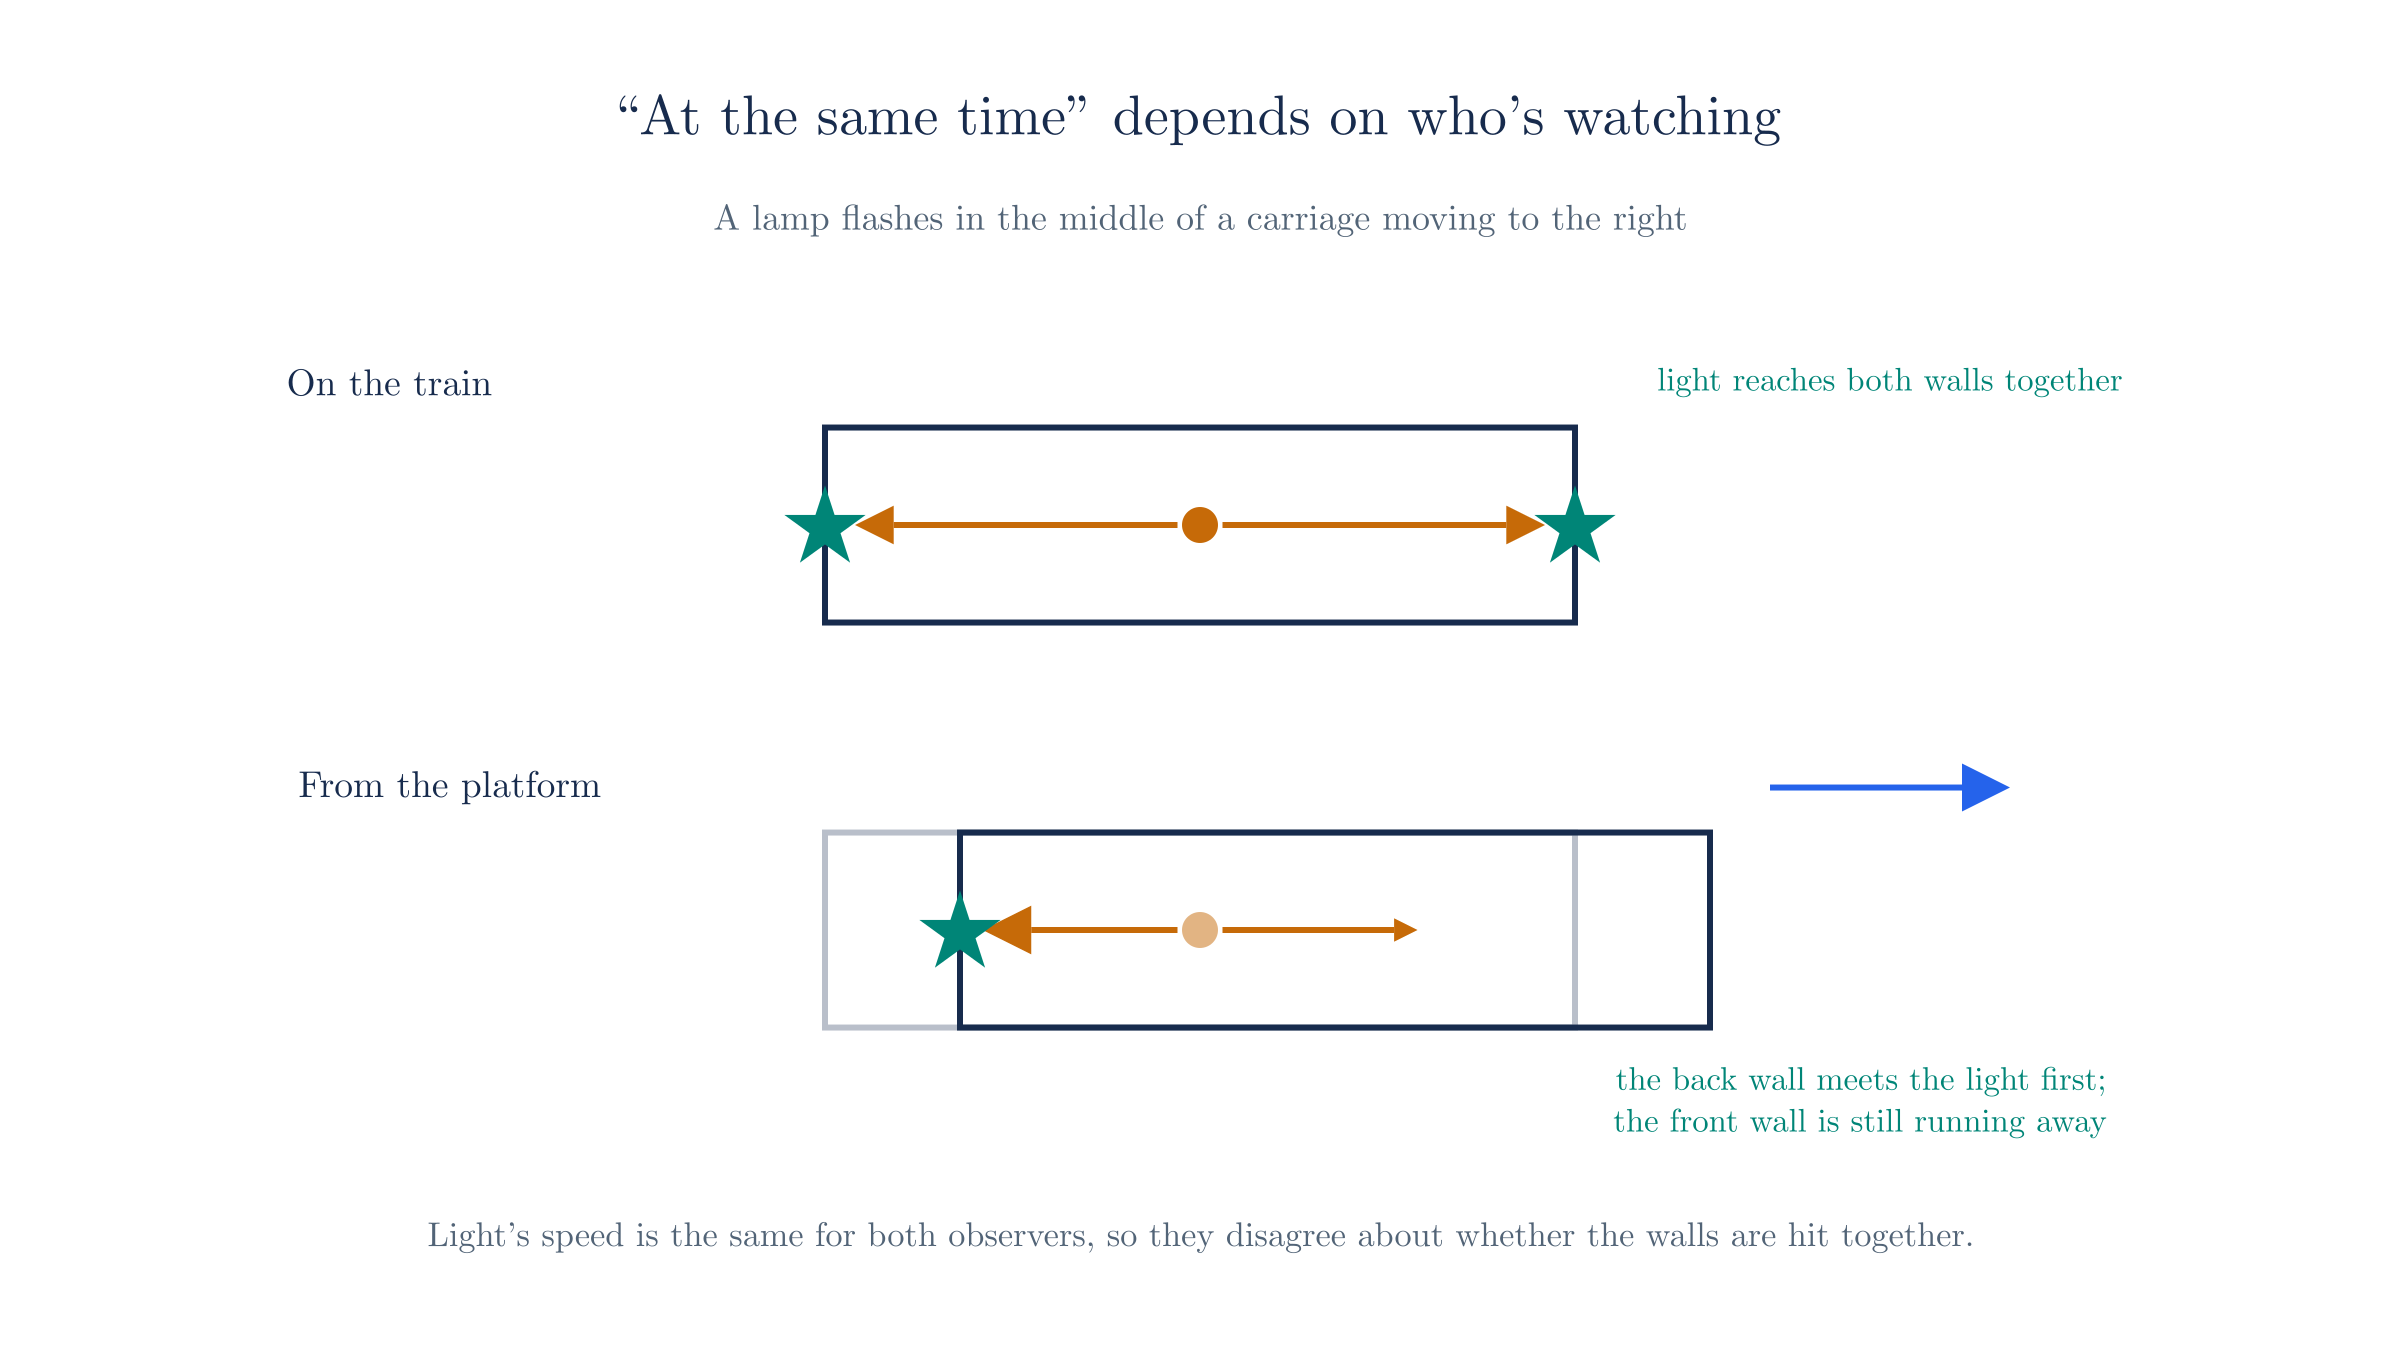 “At the same time” depends on who’s watching
A lamp flashes in the middle of a carriage moving to the right
On the train
light reaches both walls together
From the platform
the back wall meets the light first;
the front wall is still running away
Light’s speed is the same for both observers, so they disagree about whether the walls are hit together.